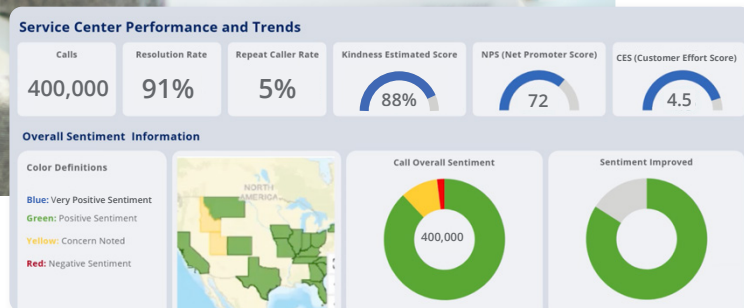 Service Center Performance and Trends
Calls
400,000
Resolution Rate
91%
Repeat Caller Rate
5%
Kindness Estimated Score
88%
NPS (Net Promoter Score)
72
CES (Customer Effort Score)
4.5
Overall Sentiment Information
Color Definitions
Blue: Very Positive Sentiment
Green: Positive Sentiment
Yellow: Concern Noted
Red: Negative Sentiment
NORTH
AMERICA
Call Overall Sentiment
400,000
Sentiment Improved